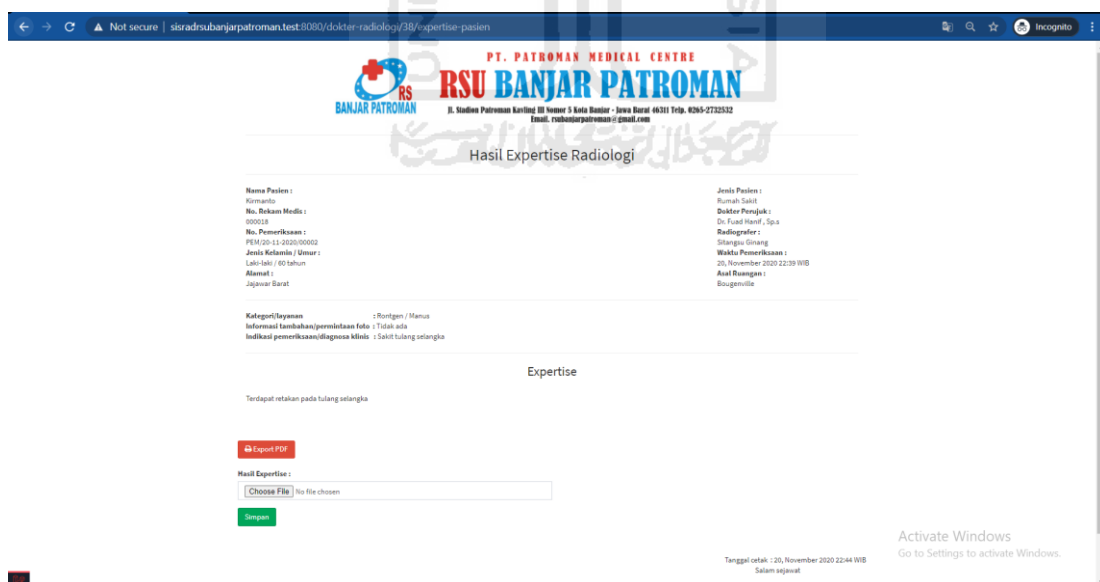 Not secure | sisradrsubanjarpatroman.test:8080/dokter-radiologi/38/expertise-pasien
Incognito
PT. PATROMAN MEDICAL CENTRE
RSU BANJAR PATROMAN
RS
BANJAR PATROMAN
Jl. Stadion Patroman Kavling III Nomor 5 Kota Banjar - Jawa Barat 46311 Telp. 0265-2732532
Email. rsubanjarpatroman@gmail.com
Hasil Expertise Radiologi
Nama Pasien :
Kirmanto
No. Rekam Medis :
000018
No. Pemeriksaan :
PEM/20-11-2020/00002
Jenis Kelamin / Umur :
Laki-laki / 60 tahun
Alamat :
Jajawar Barat
Jenis Pasien :
Rumah Sakit
Dokter Perujuk :
Dr. Fuad Hanif , Sp.s
Radiografer :
Sitangsu Ginang
Waktu Pemeriksaan :
20, November 2020 22:39 WIB
Asal Ruangan :
Bougenville
Kategori/layanan : Rontgen / Manus
Informasi tambahan/permintaan foto : Tidak ada
Indikasi pemeriksaan/diagnosa klinis : Sakit tulang selangka
Expertise
Terdapat retakan pada tulang selangka
Export PDF
Hasil Expertise :
Choose File No file chosen
Simpan
Activate Windows
Go to Settings to activate Windows.
Tanggal cetak : 20, November 2020 22:44 WIB
Salam sejawat